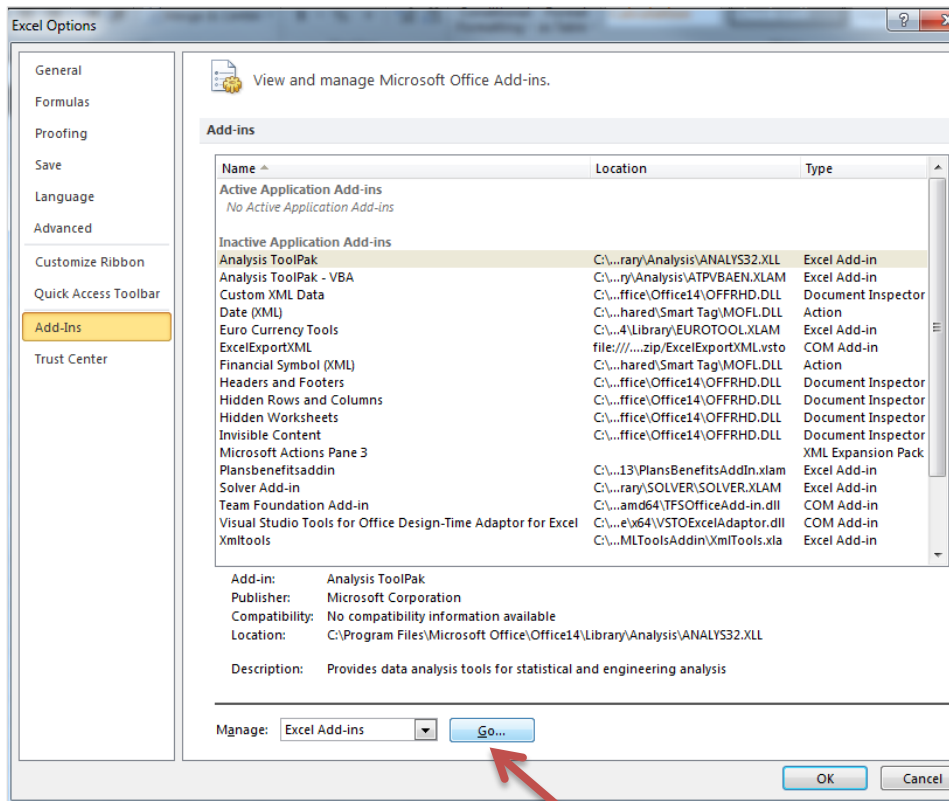 Excel Options
General
Formulas
Proofing
Save
Language
Advanced
Customize Ribbon
Quick Access Toolbar
Add-Ins
Trust Center
View and manage Microsoft Office Add-ins.
Add-ins
Name Location Type
Active Application Add-ins
No Active Application Add-ins
Inactive Application Add-ins
Analysis ToolPak C:\...rary\Analysis\ANALYS32.XLL Excel Add-in
Analysis ToolPak - VBA C:\...ry\Analysis\ATPVBAEN.XLAM Excel Add-in
Custom XML Data C:\...ffice\Office14\OFFRHD.DLL Document Inspector
Date (XML) C:\...hared\Smart Tag\MOFL.DLL Action
Euro Currency Tools C:\...4\Library\EUROTOOL.XLAM Excel Add-in
ExcelExportXML file:///....zip/ExcelExportXML.vsto COM Add-in
Financial Symbol (XML) C:\...hared\Smart Tag\MOFL.DLL Action
Headers and Footers C:\...ffice\Office14\OFFRHD.DLL Document Inspector
Hidden Rows and Columns C:\...ffice\Office14\OFFRHD.DLL Document Inspector
Hidden Worksheets C:\...ffice\Office14\OFFRHD.DLL Document Inspector
Invisible Content C:\...ffice\Office14\OFFRHD.DLL Document Inspector
Microsoft Actions Pane 3 XML Expansion Pack
Plansbenefitsaddin C:\...13\PlansBenefitsAddIn.xlam Excel Add-in
Solver Add-in C:\...rary\SOLVER\SOLVER.XLAM Excel Add-in
Team Foundation Add-in C:\...amd64\TFSOfficeAdd-in.dll COM Add-in
Visual Studio Tools for Office Design-Time Adaptor for Excel C:\...e\x64\VSTOExcelAdaptor.dll COM Add-in
Xmltools C:\...MLToolsAddin\XmlTools.xla Excel Add-in
Add-in: Analysis ToolPak
Publisher: Microsoft Corporation
Compatibility: No compatibility information available
Location: C:\Program Files\Microsoft Office\Office14\Library\Analysis\ANALYS32.XLL
Description: Provides data analysis tools for statistical and engineering analysis
Manage: Excel Add-ins Go...
OK Cancel